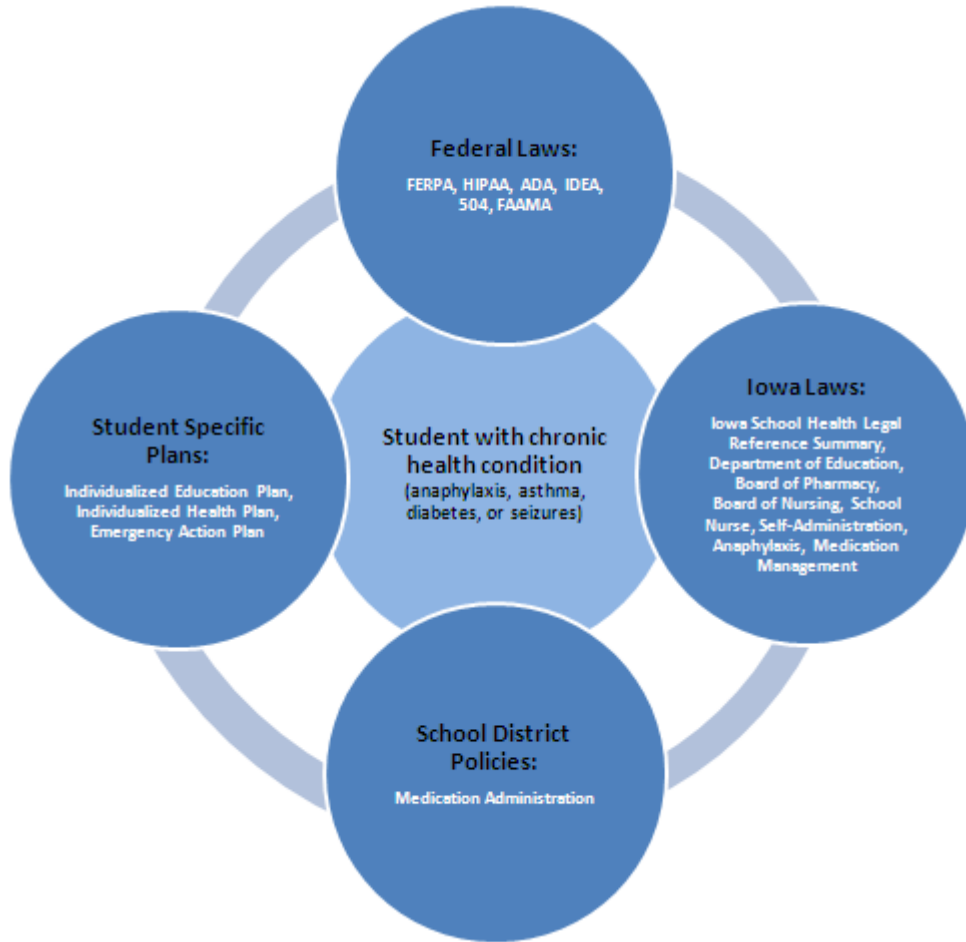 Federal Laws:
FERPA, HIPAA, ADA, IDEA,
504, FAAMA
Student Specific
Plans:
Individualized Education Plan,
Individualized Health Plan,
Emergency Action Plan
Student with chronic
health condition
(anaphylaxis, asthma,
diabetes, or seizures)
Iowa Laws:
Iowa School Health Legal
Reference Summary,
Department of Education,
Board of Pharmacy,
Board of Nursing, School
Nurse, Self-Administration,
Anaphylaxis, Medication
Management
School District
Policies:
Medication Administration